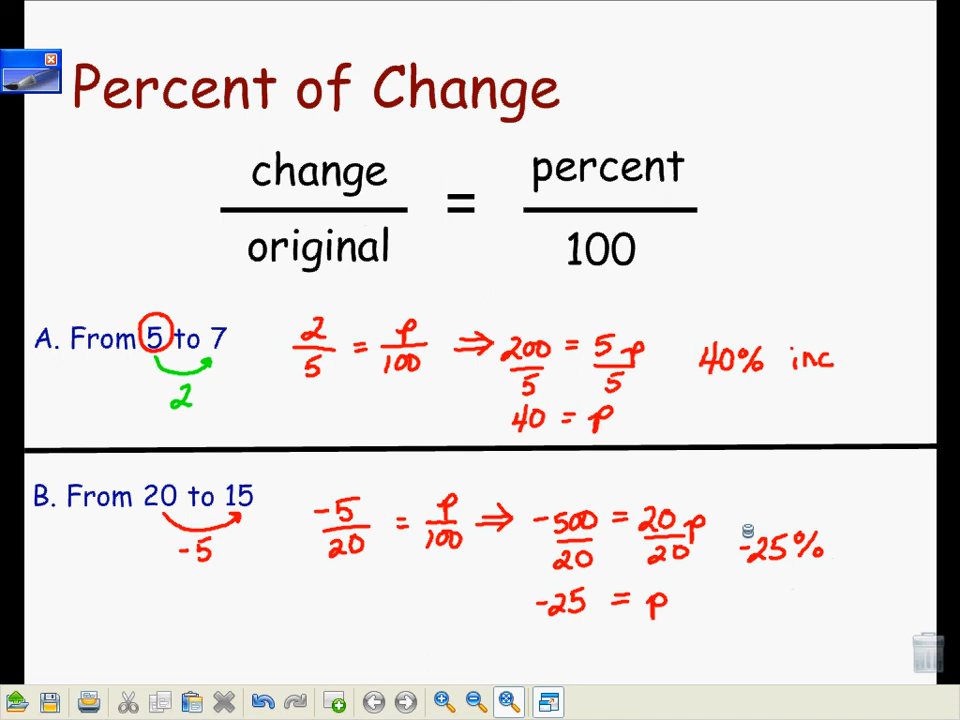 Percent of Change
change / original = percent / 100
A. From 5 to 7
2
2/5 = p/100 ⇒ 200/5 = 5p/5
40 = p
40% inc
B. From 20 to 15
-5
-5/20 = p/100 ⇒ -500/20 = 20p/20
-25 = p
-25%